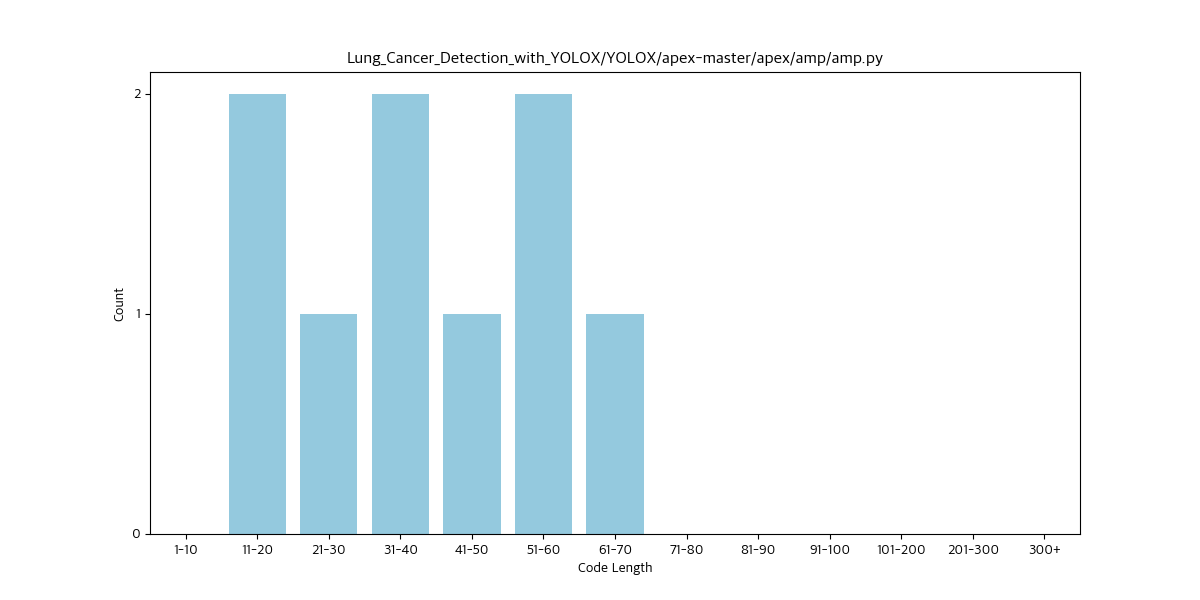 Lung_Cancer_Detection_with_YOLOX/YOLOX/apex-master/apex/amp/amp.py
2
1
0
Count
1-10 11-20 21-30 31-40 41-50 51-60 61-70 71-80 81-90 91-100 101-200 201-300 300+
Code Length